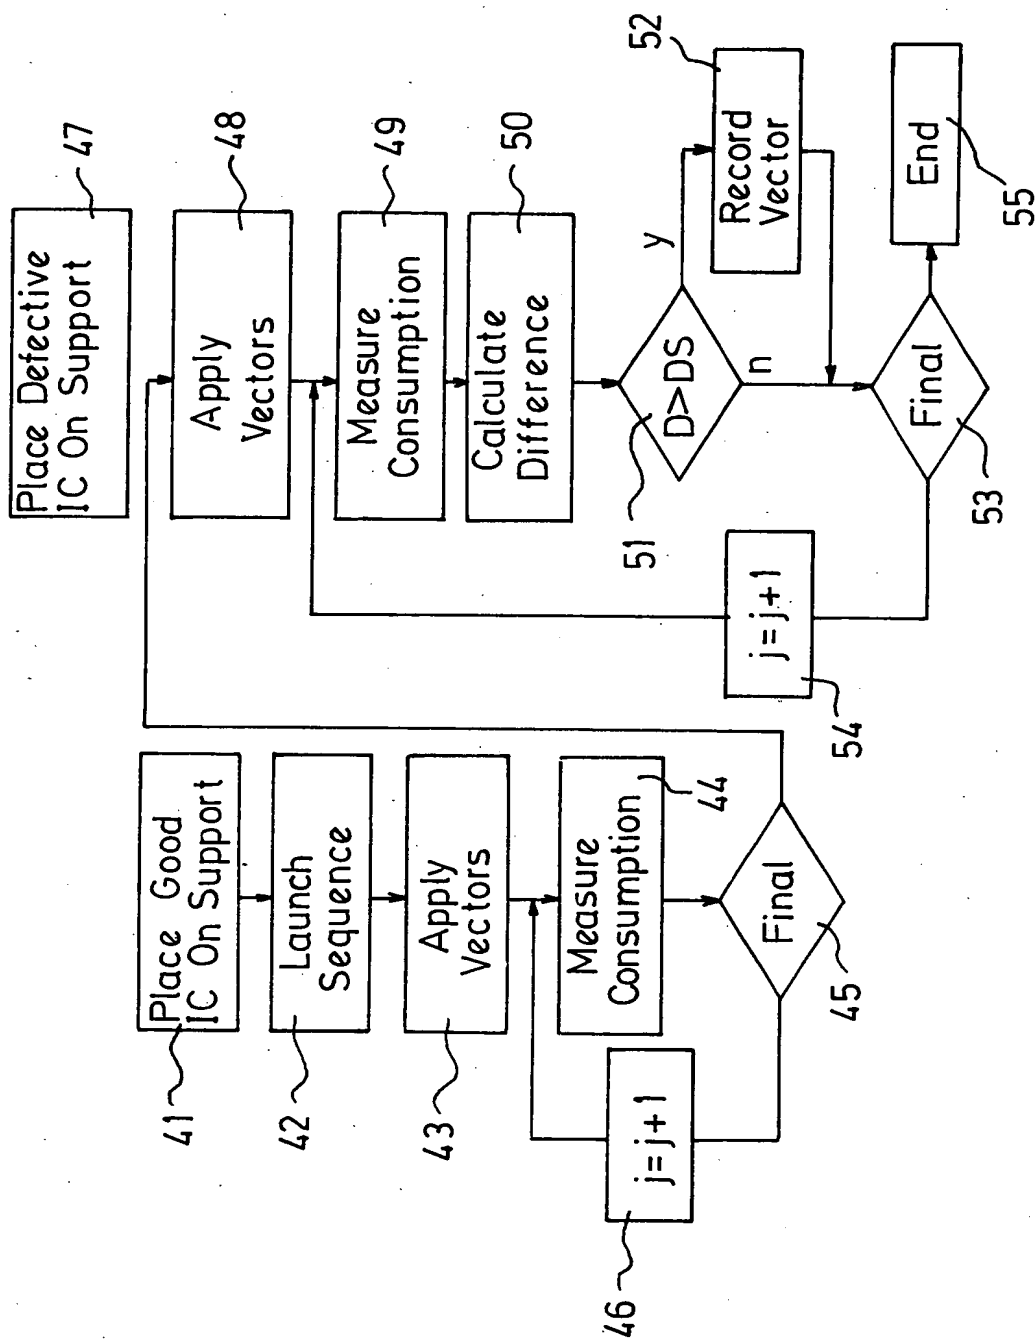 Place Good
IC On Support
41
Launch
Sequence
42
Apply
Vectors
43
Measure
Consumption
44
Final
45
j=j+1
46
Place Defective
IC On Support
47
Apply
Vectors
48
Measure
Consumption
49
Calculate
Difference
50
D>DS
51
y
n
Record
Vector
52
Final
53
j=j+1
54
End
55